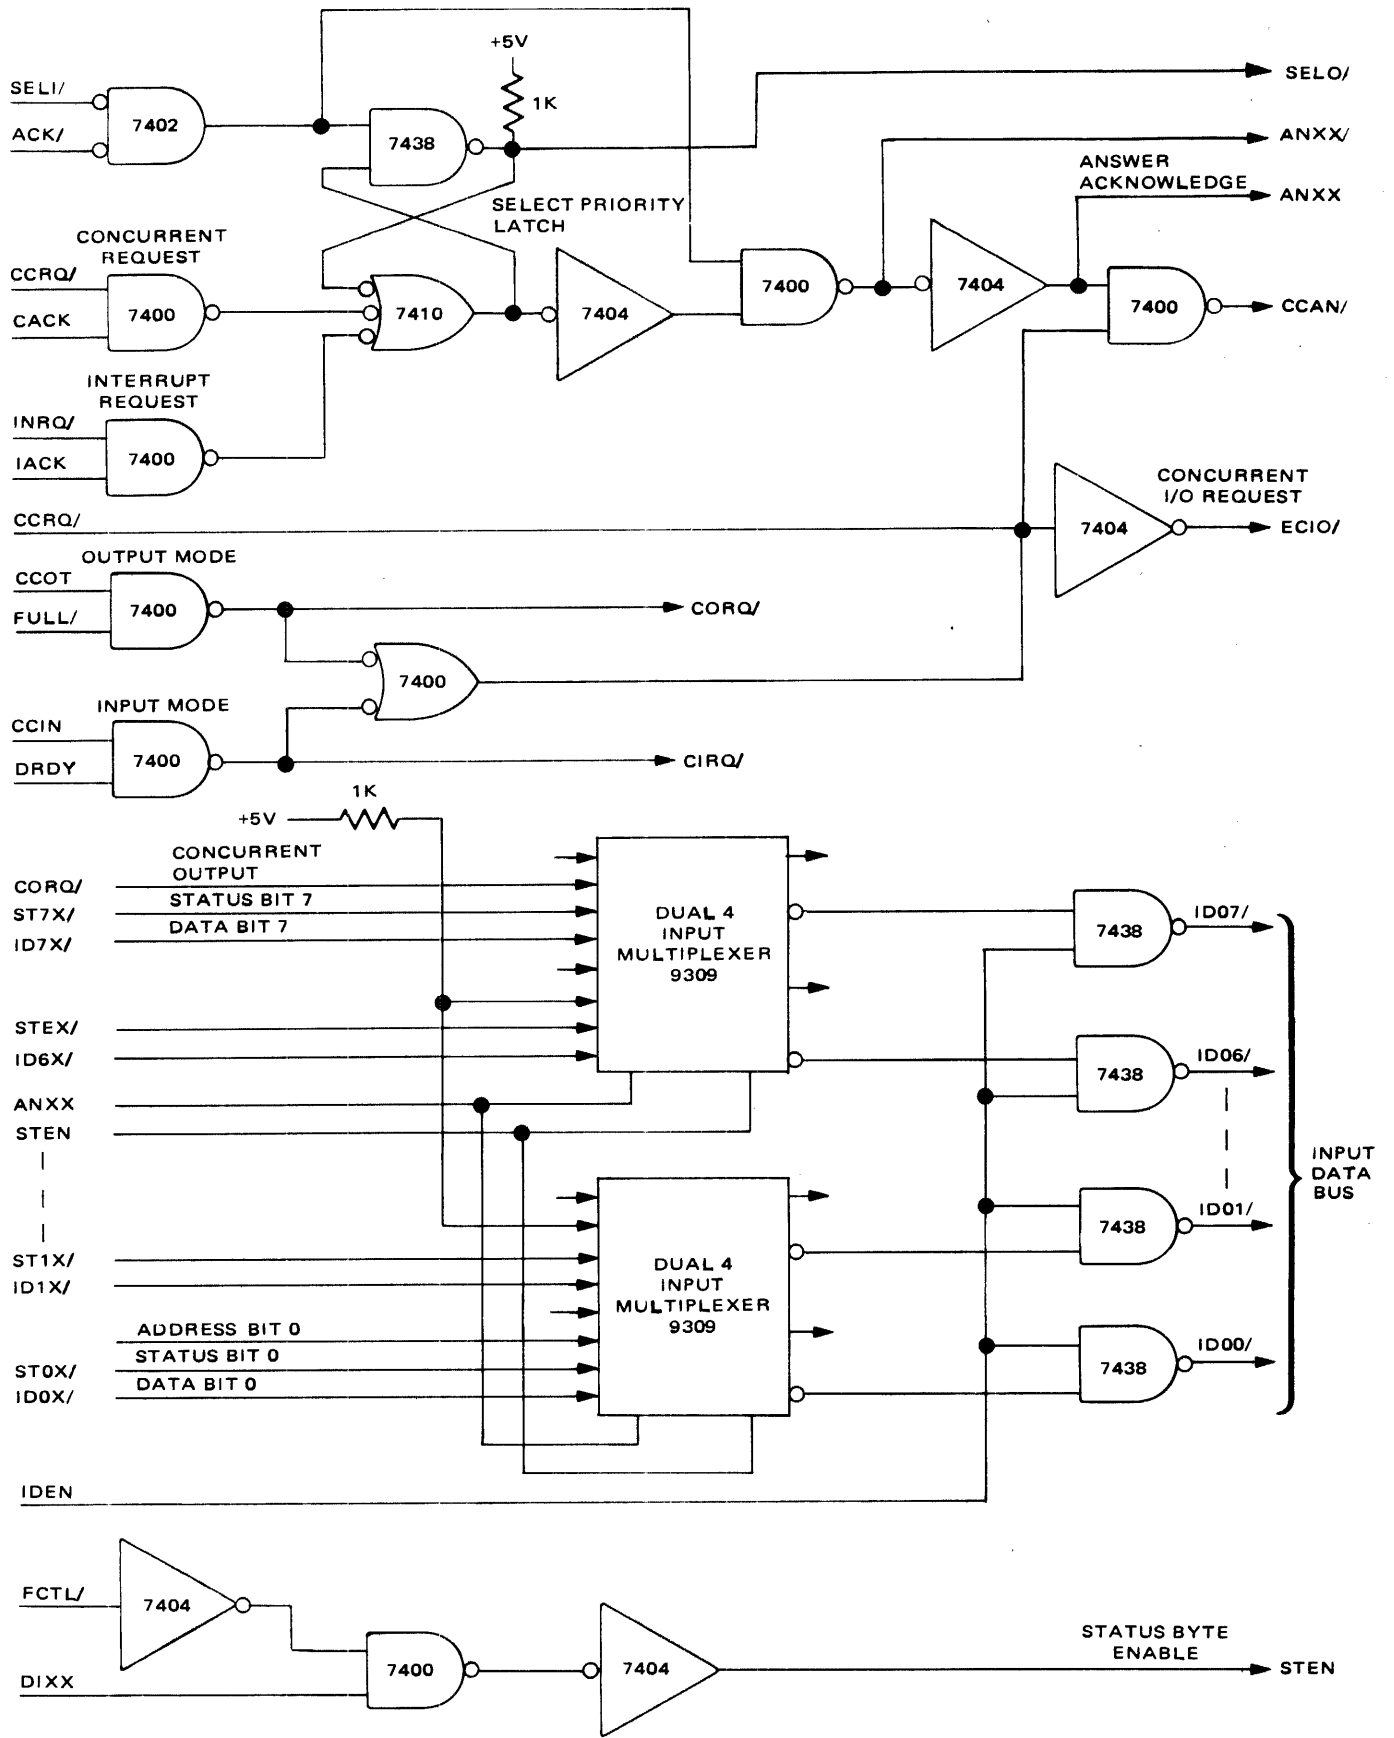 +5V
SELI/
7402
1K
SELO/
ACK/
7438
ANXX/
ANSWER
ACKNOWLEDGE
ANXX
SELECT PRIORITY
LATCH
CONCURRENT
REQUEST
CCRQ/
7400
CACK
7410
7404
7400
7404
7400
CCAN/
INTERRUPT
REQUEST
INRQ/
7400
IACK
CCRQ/
CONCURRENT
I/O REQUEST
7404
ECIO/
OUTPUT MODE
CCOT
7400
FULL/
CORQ/
7400
INPUT MODE
CCIN
7400
DRDY
CIRQ/
1K
+5V
CONCURRENT
OUTPUT
CORQ/
STATUS BIT 7
ST7X/
DATA BIT 7
ID7X/
DUAL 4
INPUT
MULTIPLEXER
9309
7438
ID07/
STEX/
ID6X/
7438
ID06/
ANXX
STEN
INPUT
DATA
BUS
ST1X/
ID1X/
DUAL 4
INPUT
MULTIPLEXER
9309
7438
ID01/
ADDRESS BIT 0
STATUS BIT 0
ST0X/
DATA BIT 0
ID0X/
7438
ID00/
IDEN
FCTL/
7404
7400
DIXX
7404
STATUS BYTE
ENABLE
STEN